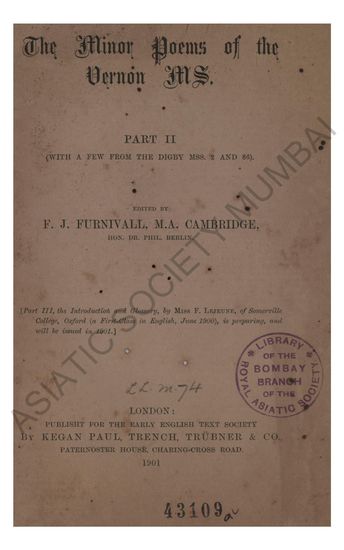 The Minor Poems of the
Vernon MS.
PART II
(WITH A FEW FROM THE DIGBY MSS. 2 AND 86).
EDITED BY
F. J. FURNIVALL, M.A. CAMBRIDGE,
HON. DR. PHIL. BERLIN.
[Part III, the Introduction and Glossary, by MISS F. LEJEUNE, of Somerville
College, Oxford (a First-Class in English, June 1900), is preparing, and
will be issued in 1901.]
LIBRARY
OF THE
BOMBAY
BRANCH
OF THE
ROYAL ASIATIC SOCIETY
LONDON:
PUBLISHT FOR THE EARLY ENGLISH TEXT SOCIETY
BY KEGAN PAUL, TRENCH, TRÜBNER & CO.
PATERNOSTER HOUSE, CHARING-CROSS ROAD.
1901
43109
ASIATIC SOCIETY MUMBAI